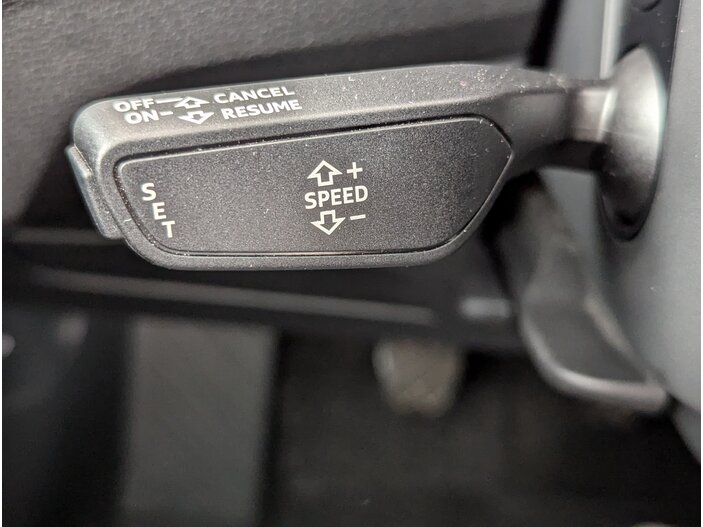 OFF CANCEL
ON RESUME
SET
+
SPEED
-